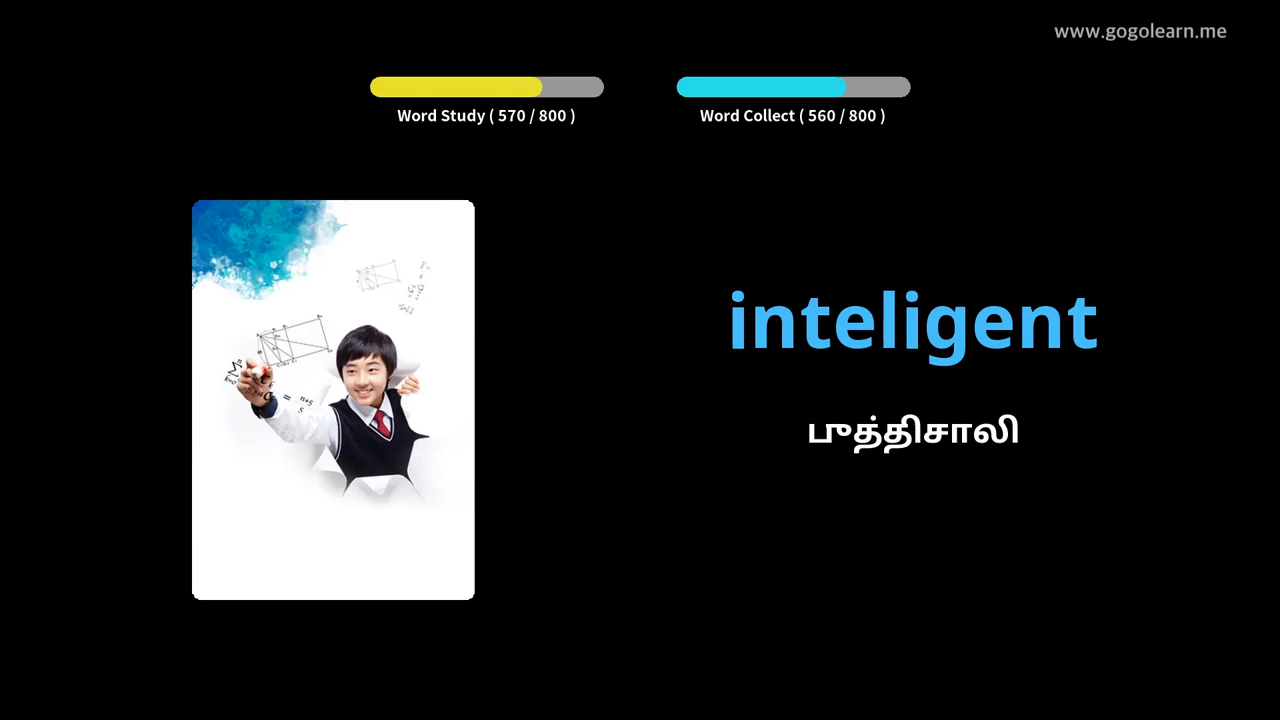 www.gogolearn.me
Word Study ( 570 / 800 )
Word Collect ( 560 / 800 )
inteligent
புத்திசாலி